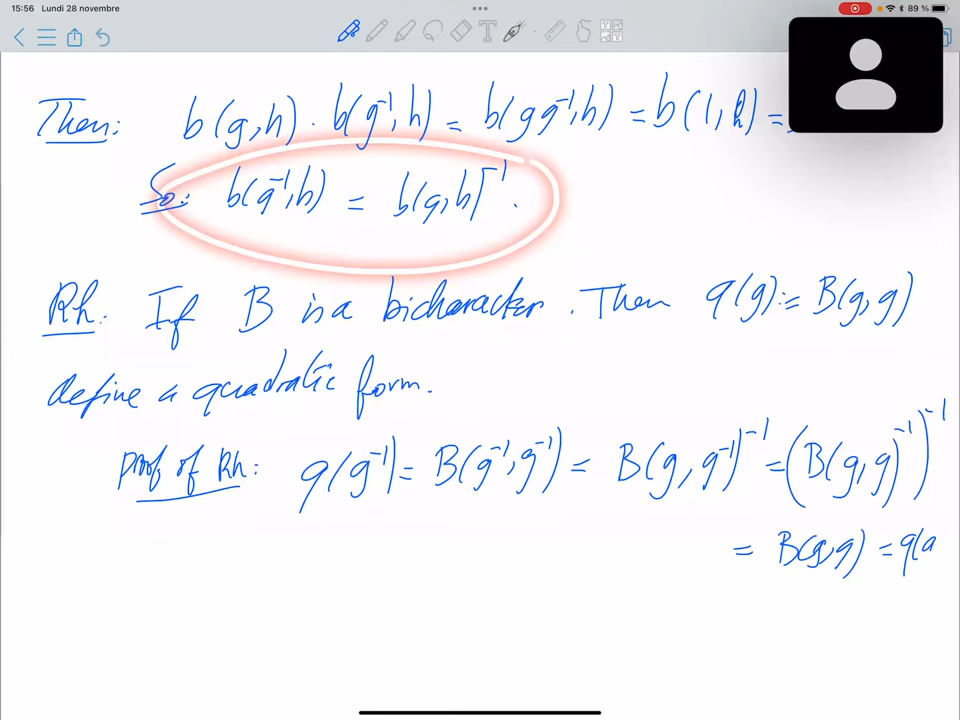 15:56 Lundi 28 novembre 89 %
Then: b(g,h) · b(g⁻¹,h) = b(gg⁻¹,h) = b(1,h) =
So: b(g⁻¹,h) = b(g,h)⁻¹.
Rk: If B is a bicharacter. Then q(g) := B(g,g)
define a quadratic form.
Proof of Rk: q(g⁻¹) = B(g⁻¹,g⁻¹) = B(g,g⁻¹)⁻¹ = (B(g,g)⁻¹)⁻¹
= B(g,g) = q(g